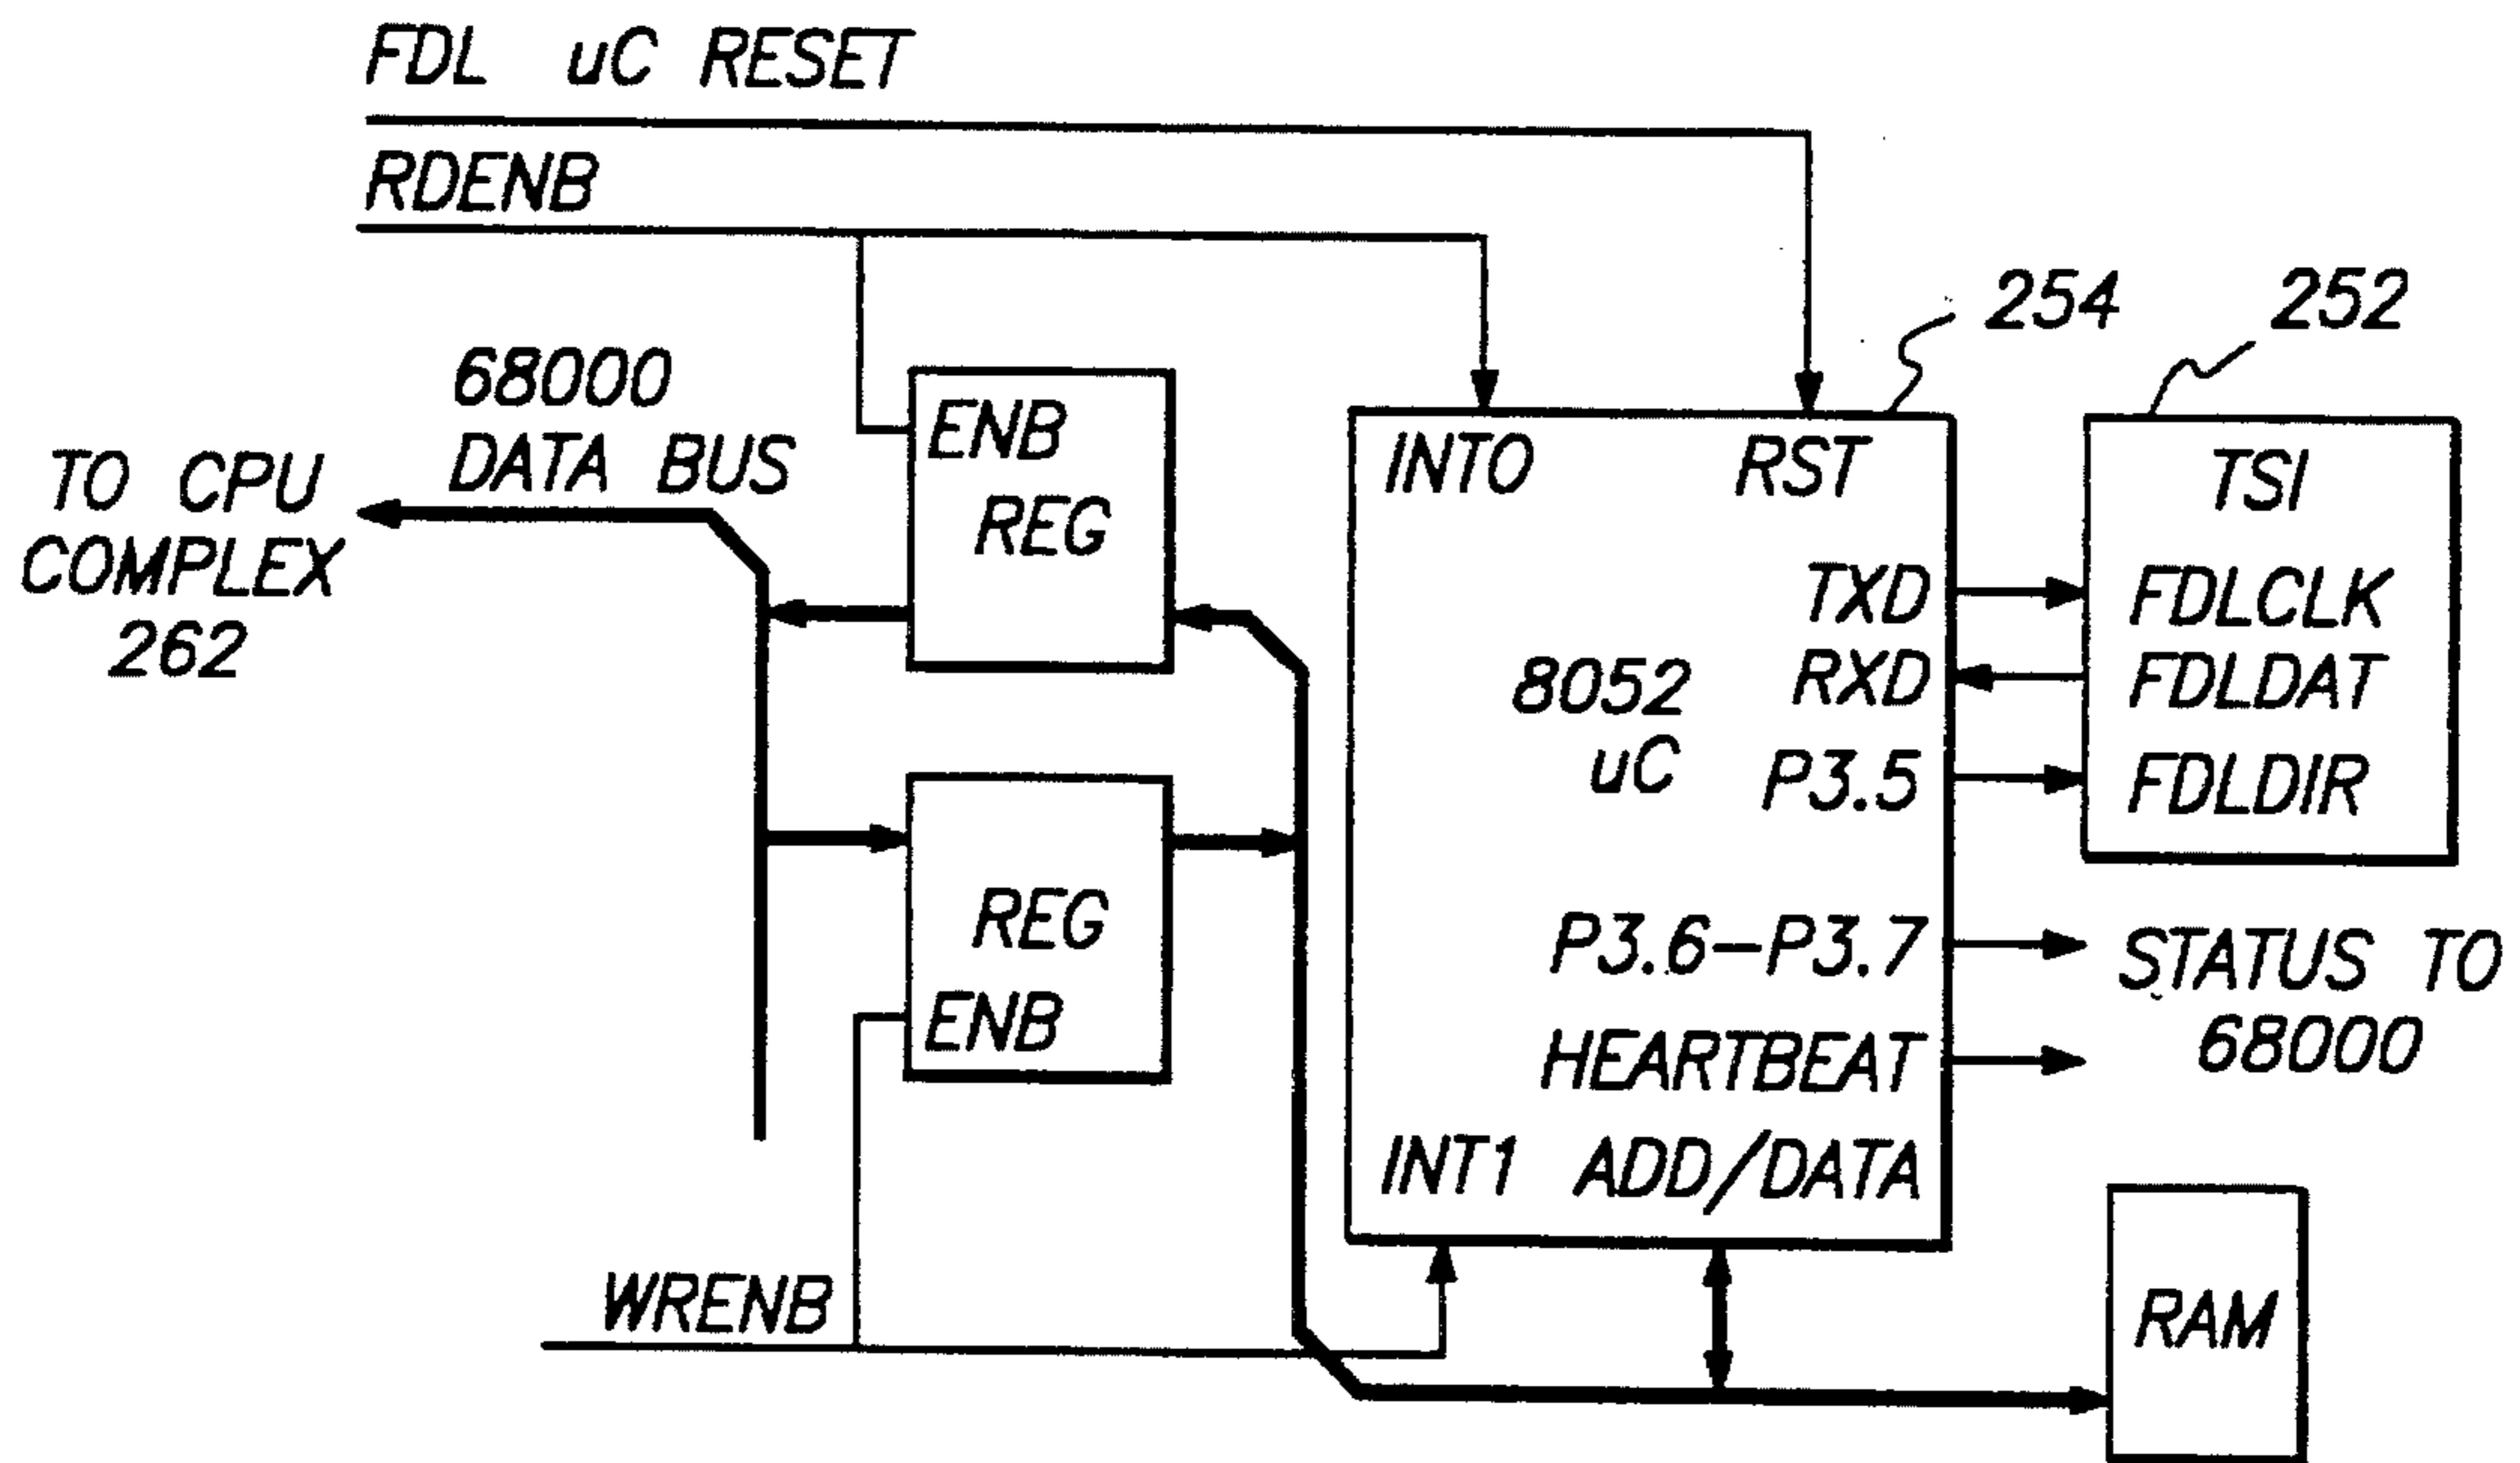 FDL uC RESET
RDENB
254
252
68000
DATA BUS
TO CPU
COMPLEX
262
ENB
REG
INTO
RST
TSI
TXD
FDLCLK
RXD
FDLDAT
8052
uC
P3.5
FDLDIR
REG
ENB
P3.6-P3.7
HEARTBEAT
STATUS TO
68000
INT1 ADD/DATA
WRENB
RAM